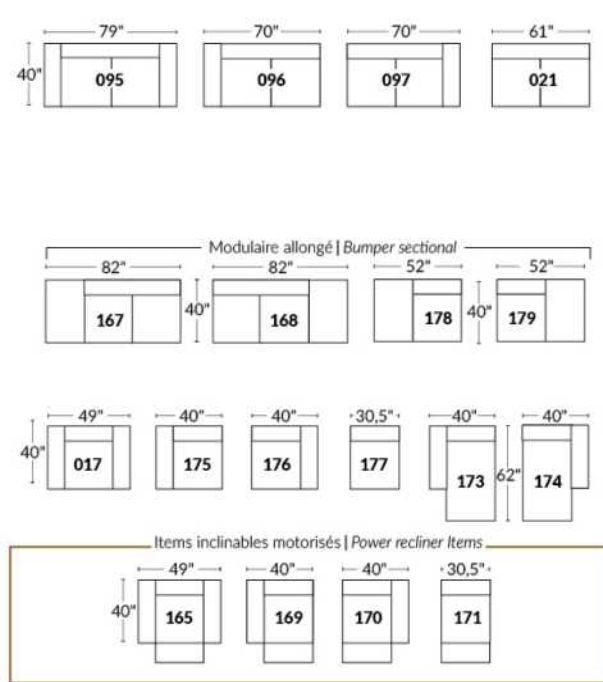 79" 70" 70" 61"
40" 095 096 097 021
Modulaire allongé | Bumper sectional
82" 82" 52" 52"
167 40" 168 178 40" 179
49" 40" 40" 30,5" 40" 40"
40" 017 175 176 177 173 62" 174
Items inclinables motorisés | Power recliner Items
49" 40" 40" 30,5"
40" 165 169 170 171